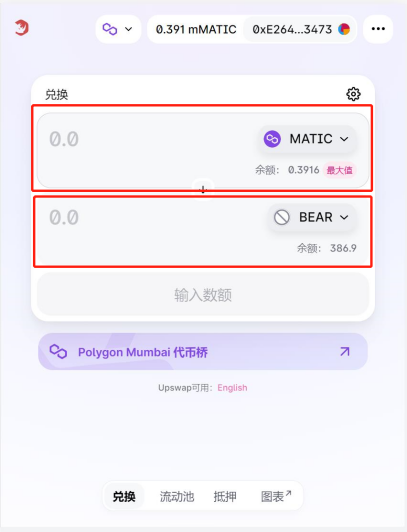 0.391 mMATIC 0xE264...3473
兑换
0.0 MATIC
余额： 0.3916 最大值
0.0 BEAR
余额： 386.9
输入数额
Polygon Mumbai 代币桥
Upswap可用： English
兑换 流动池 抵押 图表